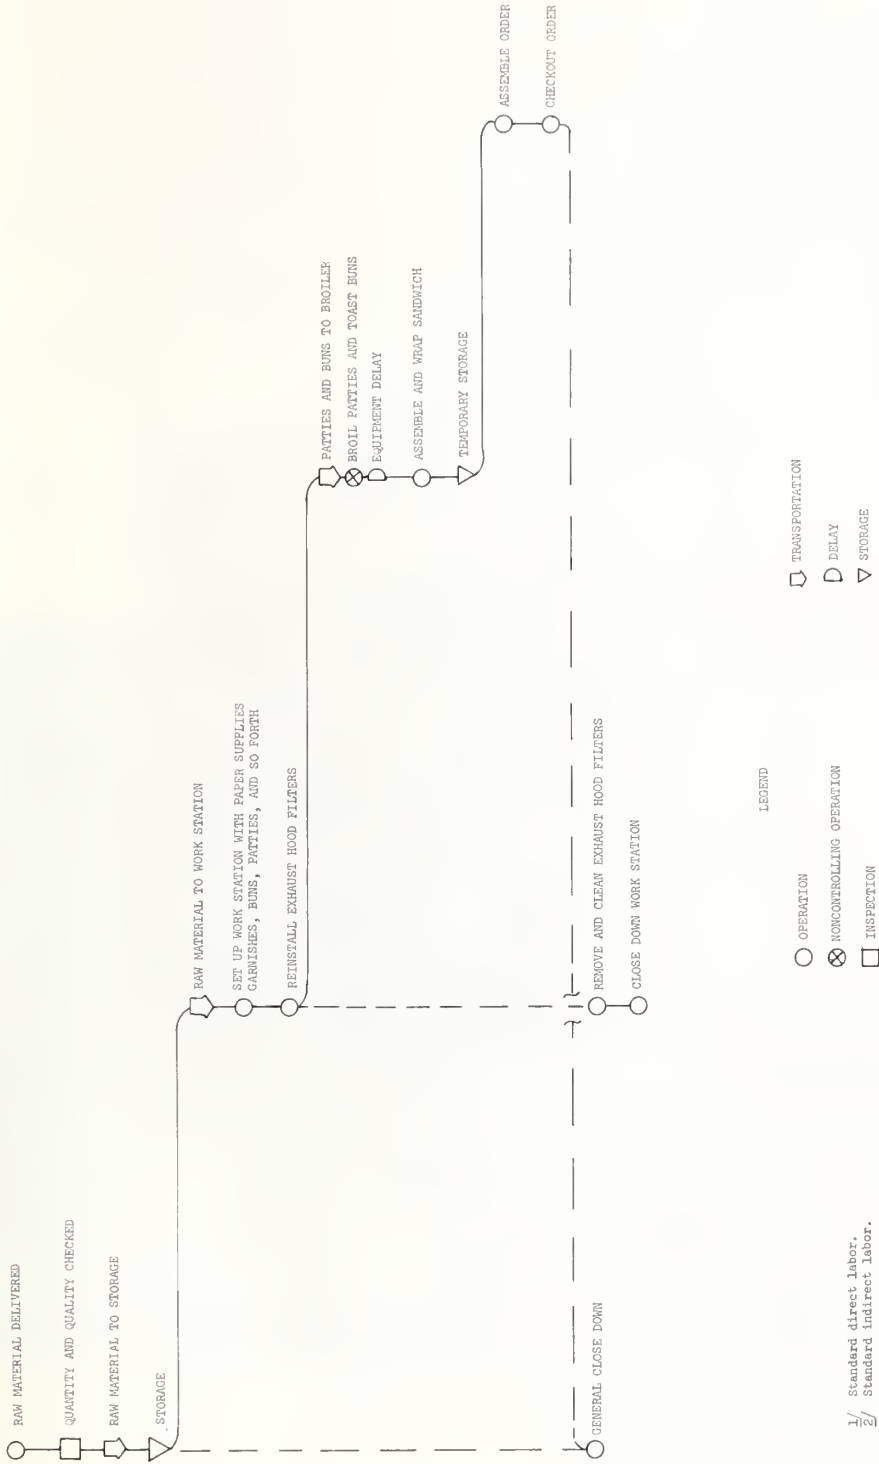 RAW MATERIAL DELIVERED
QUANTITY AND QUALITY CHECKED
RAW MATERIAL TO STORAGE
STORAGE
RAW MATERIAL TO WORK STATION
SET UP WORK STATION WITH PAPER SUPPLIES
GARNISHES, BUNS, PATTIES, AND SO FORTH
REINSTALL EXHAUST HOOD FILTERS
PATTIES AND BUNS TO BROILER
BROIL PATTIES AND TOAST BUNS
EQUIPMENT DELAY
ASSEMBLE AND WRAP SANDWICH
TEMPORARY STORAGE
ASSEMBLE ORDER
CHECKOUT ORDER
GENERAL CLOSE DOWN
REMOVE AND CLEAN EXHAUST HOOD FILTERS
CLOSE DOWN WORK STATION
LEGEND
OPERATION
NONCONTROLLING OPERATION
INSPECTION
TRANSPORTATION
DELAY
STORAGE
1/ Standard direct labor.
2/ Standard indirect labor.